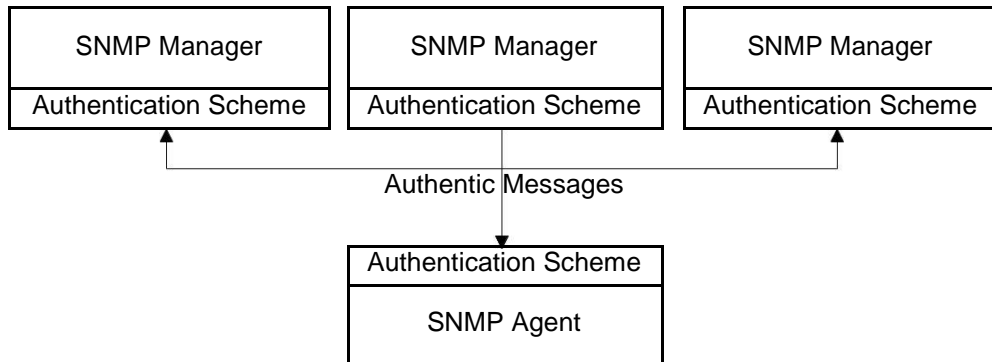 SNMP Manager
SNMP Manager
SNMP Manager
Authentication Scheme
Authentication Scheme
Authentication Scheme
Authentic Messages
Authentication Scheme
SNMP Agent